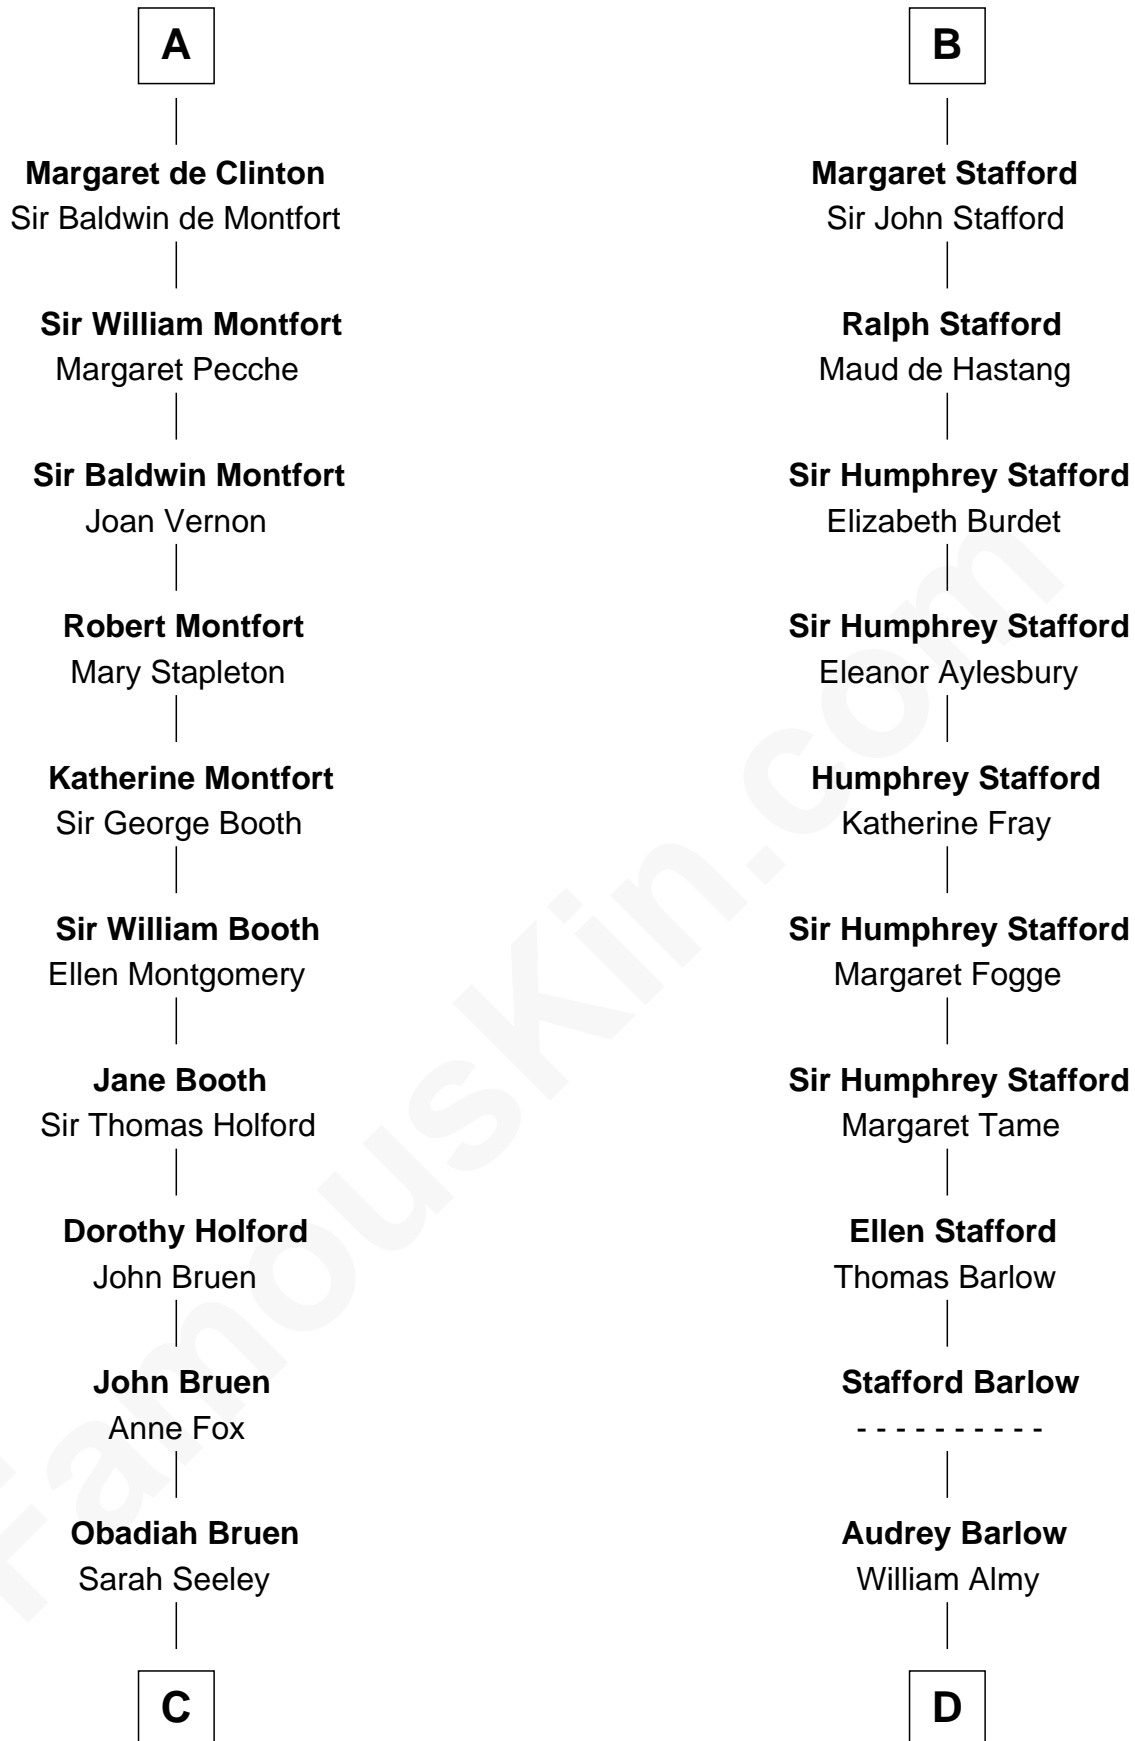 A
Margaret de Clinton
Sir Baldwin de Montfort
Sir William Montfort
Margaret Pecche
Sir Baldwin Montfort
Joan Vernon
Robert Montfort
Mary Stapleton
Katherine Montfort
Sir George Booth
Sir William Booth
Ellen Montgomery
Jane Booth
Sir Thomas Holford
Dorothy Holford
John Bruen
John Bruen
Anne Fox
Obadiah Bruen
Sarah Seeley
C
B
Margaret Stafford
Sir John Stafford
Ralph Stafford
Maud de Hastang
Sir Humphrey Stafford
Elizabeth Burdet
Sir Humphrey Stafford
Eleanor Aylesbury
Humphrey Stafford
Katherine Fray
Sir Humphrey Stafford
Margaret Fogge
Sir Humphrey Stafford
Margaret Tame
Ellen Stafford
Thomas Barlow
Stafford Barlow
- - - - - - - - - -
Audrey Barlow
William Almy
D
FamousKin.com